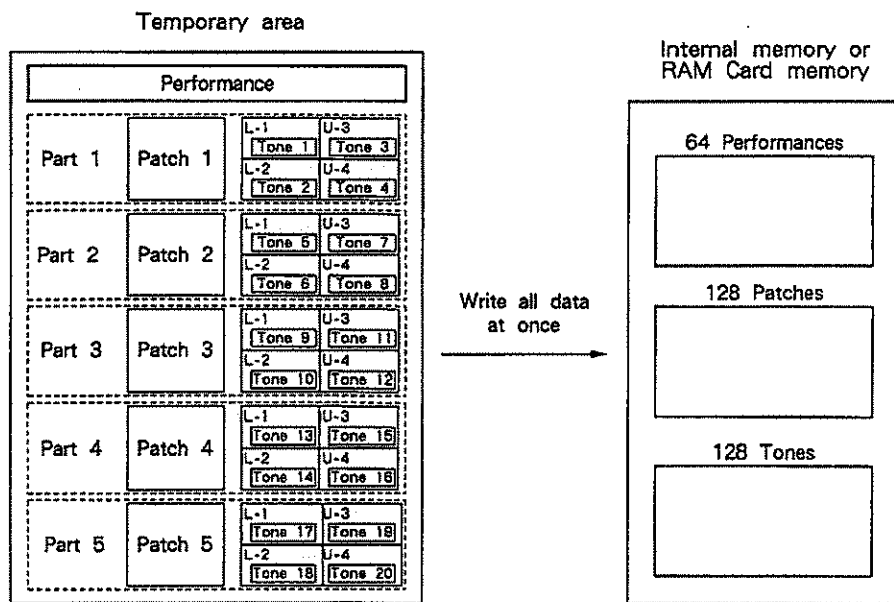 Temporary area
Performance
Part 1
Patch 1
L-1
Tone 1
U-3
Tone 3
L-2
Tone 2
U-4
Tone 4
Part 2
Patch 2
L-1
Tone 5
U-3
Tone 7
L-2
Tone 6
U-4
Tone 8
Part 3
Patch 3
L-1
Tone 9
U-3
Tone 11
L-2
Tone 10
U-4
Tone 12
Part 4
Patch 4
L-1
Tone 13
U-3
Tone 15
L-2
Tone 14
U-4
Tone 16
Part 5
Patch 5
L-1
Tone 17
U-3
Tone 19
L-2
Tone 18
U-4
Tone 20
Write all data
at once
Internal memory or
RAM Card memory
64 Performances
128 Patches
128 Tones